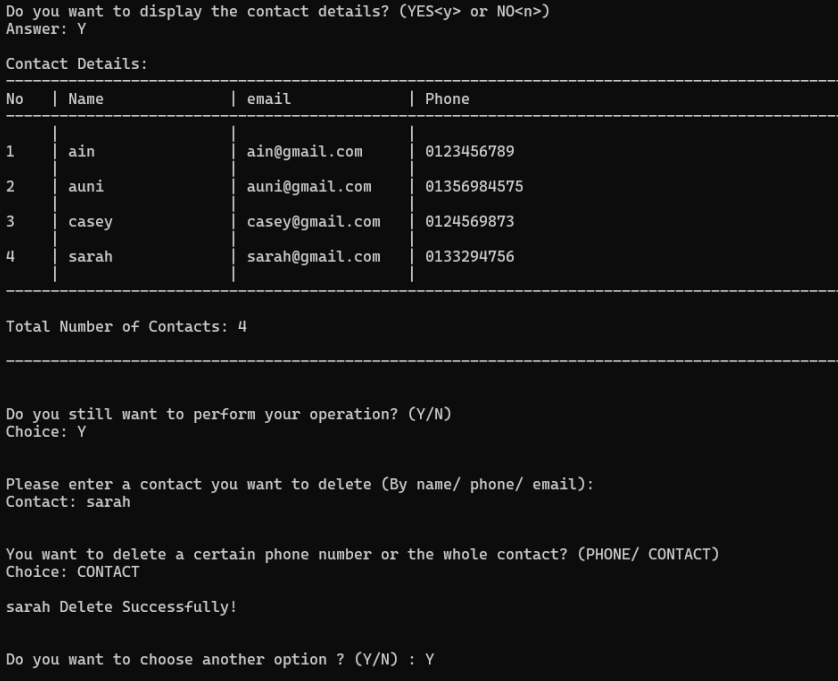 Do you want to display the contact details? (YES<y> or NO<n>)
Answer: Y
Contact Details:
No | Name | email | Phone
1 | ain | ain@gmail.com | 0123456789
2 | auni | auni@gmail.com | 01356984575
3 | casey | casey@gmail.com | 0124569873
4 | sarah | sarah@gmail.com | 0133294756
Total Number of Contacts: 4
Do you still want to perform your operation? (Y/N)
Choice: Y
Please enter a contact you want to delete (By name/ phone/ email):
Contact: sarah
You want to delete a certain phone number or the whole contact? (PHONE/ CONTACT)
Choice: CONTACT
sarah Delete Successfully!
Do you want to choose another option ? (Y/N) : Y